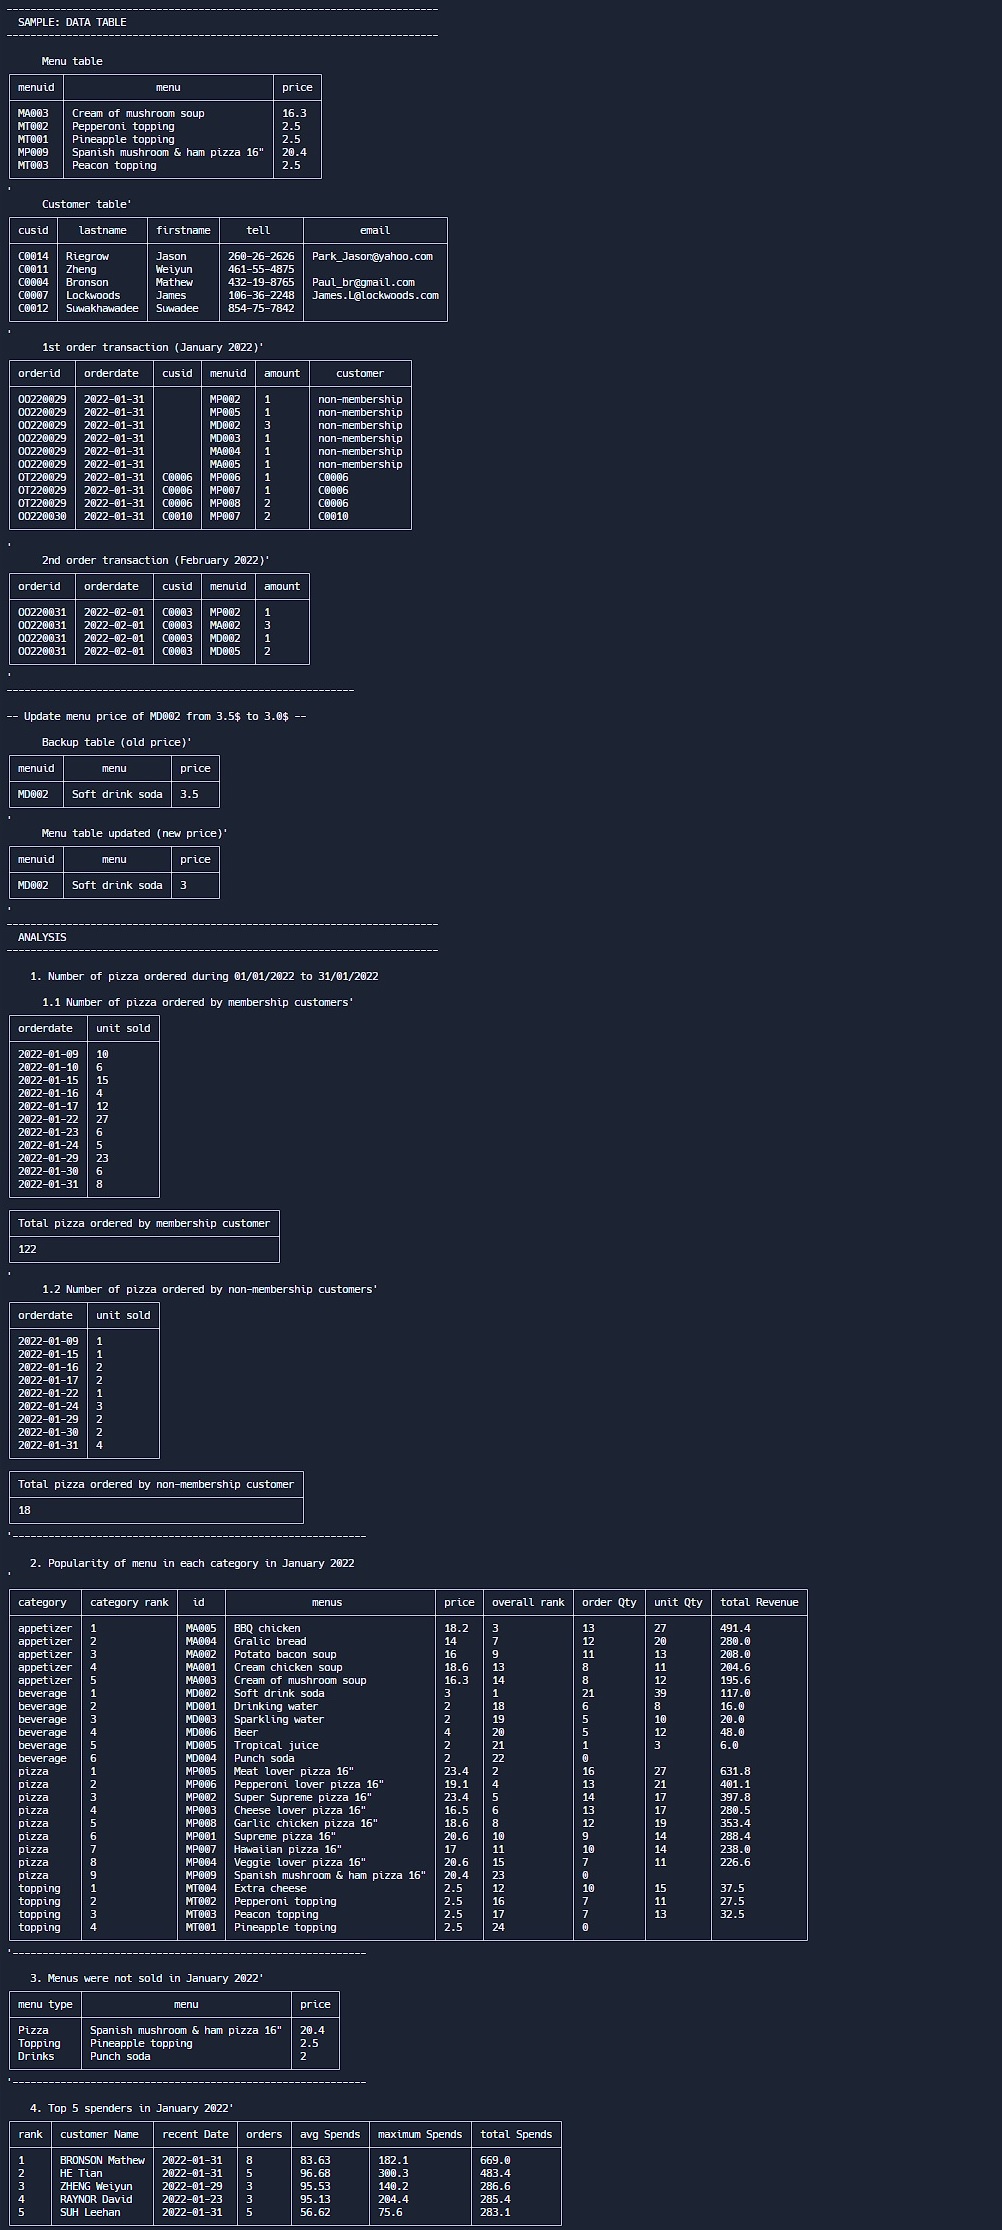 SAMPLE: DATA TABLE
Menu table
menuid menu price
MA003 Cream of mushroom soup 16.3
MT002 Pepperoni topping 2.5
MT001 Pineapple topping 2.5
MP009 Spanish mushroom & ham pizza 16" 20.4
MT003 Peacon topping 2.5
'
Customer table'
cusid lastname firstname tell email
C0014 Riegrow Jason 260-26-2626 Park_Jason@yahoo.com
C0011 Zheng Weiyun 461-55-4875
C0004 Bronson Mathew 432-19-8765 Paul_br@gmail.com
C0007 Lockwoods James 106-36-2248 James.L@lockwoods.com
C0012 Suwakhawadee Suwadee 854-75-7842
'
1st order transaction (January 2022)'
orderid orderdate cusid menuid amount customer
OO220029 2022-01-31 MP002 1 non-membership
OO220029 2022-01-31 MP005 1 non-membership
OO220029 2022-01-31 MD002 3 non-membership
OO220029 2022-01-31 MD003 1 non-membership
OO220029 2022-01-31 MA004 1 non-membership
OO220029 2022-01-31 MA005 1 non-membership
OT220029 2022-01-31 C0006 MP006 1 C0006
OT220029 2022-01-31 C0006 MP007 1 C0006
OT220029 2022-01-31 C0006 MP008 2 C0006
OO220030 2022-01-31 C0010 MP007 2 C0010
'
2nd order transaction (February 2022)'
orderid orderdate cusid menuid amount
OO220031 2022-02-01 C0003 MP002 1
OO220031 2022-02-01 C0003 MA002 3
OO220031 2022-02-01 C0003 MD002 1
OO220031 2022-02-01 C0003 MD005 2
'
-- Update menu price of MD002 from 3.5$ to 3.0$ --
Backup table (old price)'
menuid menu price
MD002 Soft drink soda 3.5
'
Menu table updated (new price)'
menuid menu price
MD002 Soft drink soda 3
'
ANALYSIS
1. Number of pizza ordered during 01/01/2022 to 31/01/2022
1.1 Number of pizza ordered by membership customers'
orderdate unit sold
2022-01-09 10
2022-01-10 6
2022-01-15 15
2022-01-16 4
2022-01-17 12
2022-01-22 27
2022-01-23 6
2022-01-24 5
2022-01-29 23
2022-01-30 6
2022-01-31 8
Total pizza ordered by membership customer
122
'
1.2 Number of pizza ordered by non-membership customers'
orderdate unit sold
2022-01-09 1
2022-01-15 1
2022-01-16 2
2022-01-17 2
2022-01-22 1
2022-01-24 3
2022-01-29 2
2022-01-30 2
2022-01-31 4
Total pizza ordered by non-membership customer
18
'
2. Popularity of menu in each category in January 2022
'
category category rank id menus price overall rank order Qty unit Qty total Revenue
appetizer 1 MA005 BBQ chicken 18.2 3 13 27 491.4
appetizer 2 MA004 Gralic bread 14 7 12 20 280.0
appetizer 3 MA002 Potato bacon soup 16 9 11 13 208.0
appetizer 4 MA001 Cream chicken soup 18.6 13 8 11 204.6
appetizer 5 MA003 Cream of mushroom soup 16.3 14 8 12 195.6
beverage 1 MD002 Soft drink soda 3 1 21 39 117.0
beverage 2 MD001 Drinking water 2 18 6 8 16.0
beverage 3 MD003 Sparkling water 2 19 5 10 20.0
beverage 4 MD006 Beer 4 20 5 12 48.0
beverage 5 MD005 Tropical juice 2 21 1 3 6.0
beverage 6 MD004 Punch soda 2 22 0
pizza 1 MP005 Meat lover pizza 16" 23.4 2 16 27 631.8
pizza 2 MP006 Pepperoni lover pizza 16" 19.1 4 13 21 401.1
pizza 3 MP002 Super Supreme pizza 16" 23.4 5 14 17 397.8
pizza 4 MP003 Cheese lover pizza 16" 16.5 6 13 17 280.5
pizza 5 MP008 Garlic chicken pizza 16" 18.6 8 12 19 353.4
pizza 6 MP001 Supreme pizza 16" 20.6 10 9 14 288.4
pizza 7 MP007 Hawaiian pizza 16" 17 11 10 14 238.0
pizza 8 MP004 Veggie lover pizza 16" 20.6 15 7 11 226.6
pizza 9 MP009 Spanish mushroom & ham pizza 16" 20.4 23 0
topping 1 MT004 Extra cheese 2.5 12 10 15 37.5
topping 2 MT002 Pepperoni topping 2.5 16 7 11 27.5
topping 3 MT003 Peacon topping 2.5 17 7 13 32.5
topping 4 MT001 Pineapple topping 2.5 24 0
'
3. Menus were not sold in January 2022'
menu type menu price
Pizza Spanish mushroom & ham pizza 16" 20.4
Topping Pineapple topping 2.5
Drinks Punch soda 2
'
4. Top 5 spenders in January 2022'
rank customer Name recent Date orders avg Spends maximum Spends total Spends
1 BRONSON Mathew 2022-01-31 8 83.63 182.1 669.0
2 HE Tian 2022-01-31 5 96.68 300.3 483.4
3 ZHENG Weiyun 2022-01-29 3 95.53 140.2 286.6
4 RAYNOR David 2022-01-23 3 95.13 204.4 285.4
5 SUH Leehan 2022-01-31 5 56.62 75.6 283.1